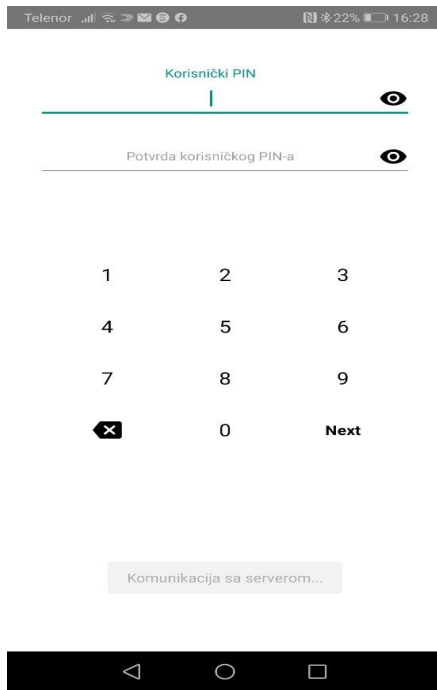 Telenor 22% 16:28
Korisnički PIN
Potvrda korisničkog PIN-a
1 2 3
4 5 6
7 8 9
0 Next
Komunikacija sa serverom...